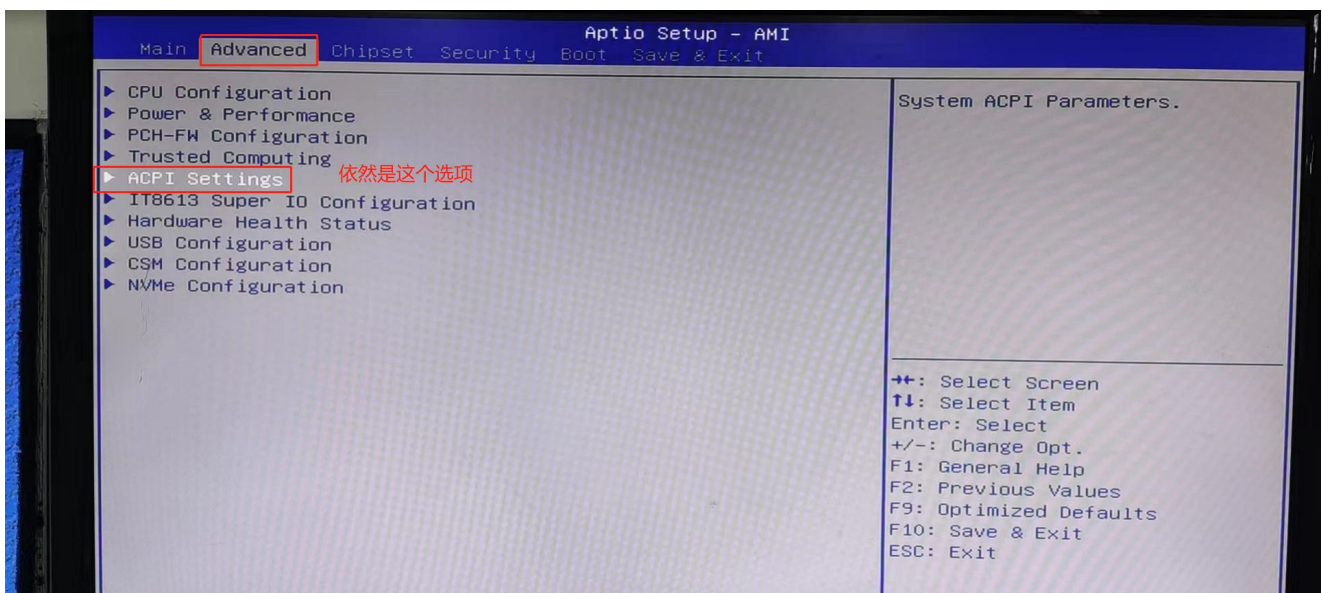 Aptio Setup – AMI
Main Advanced Chipset Security Boot Save & Exit
▶ CPU Configuration
▶ Power & Performance
▶ PCH-FW Configuration
▶ Trusted Computing
▶ ACPI Settings
依然是这个选项
▶ IT8613 Super IO Configuration
▶ Hardware Health Status
▶ USB Configuration
▶ CSM Configuration
▶ NVMe Configuration
System ACPI Parameters.
→←: Select Screen
↑↓: Select Item
Enter: Select
+/-: Change Opt.
F1: General Help
F2: Previous Values
F9: Optimized Defaults
F10: Save & Exit
ESC: Exit